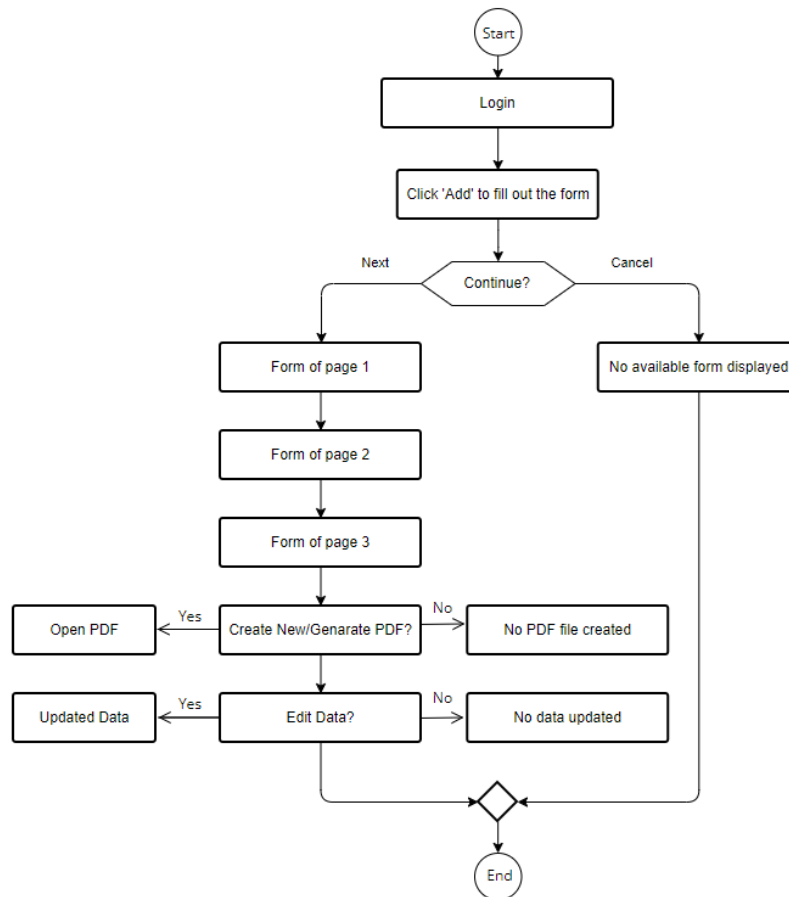 Start
Login
Click 'Add' to fill out the form
Next
Cancel
Continue?
Form of page 1
No available form displayed
Form of page 2
Form of page 3
Open PDF
Yes
Create New/Genarate PDF?
No
No PDF file created
Updated Data
Yes
Edit Data?
No
No data updated
End